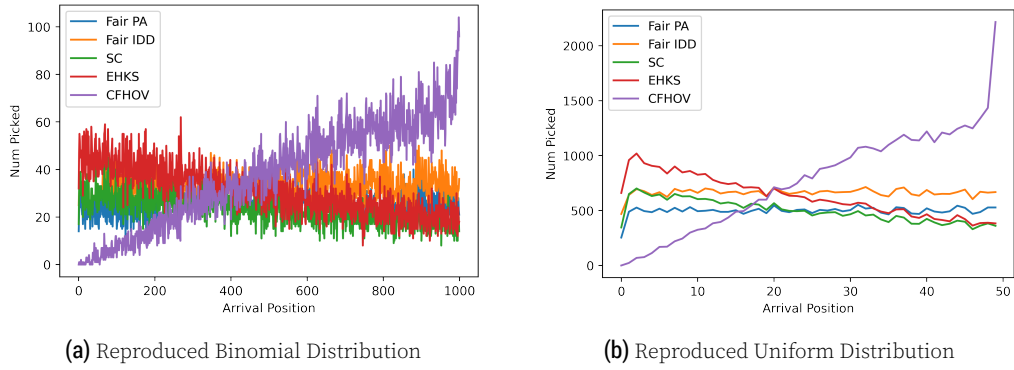 Fair PA
Fair IDD
SC
EHKS
CFHOV
100
80
60
40
20
0
Num Picked
0 200 400 600 800 1000
Arrival Position
(a) Reproduced Binomial Distribution
Fair PA
Fair IDD
SC
EHKS
CFHOV
2000
1500
1000
500
0
Num Picked
0 10 20 30 40 50
Arrival Position
(b) Reproduced Uniform Distribution